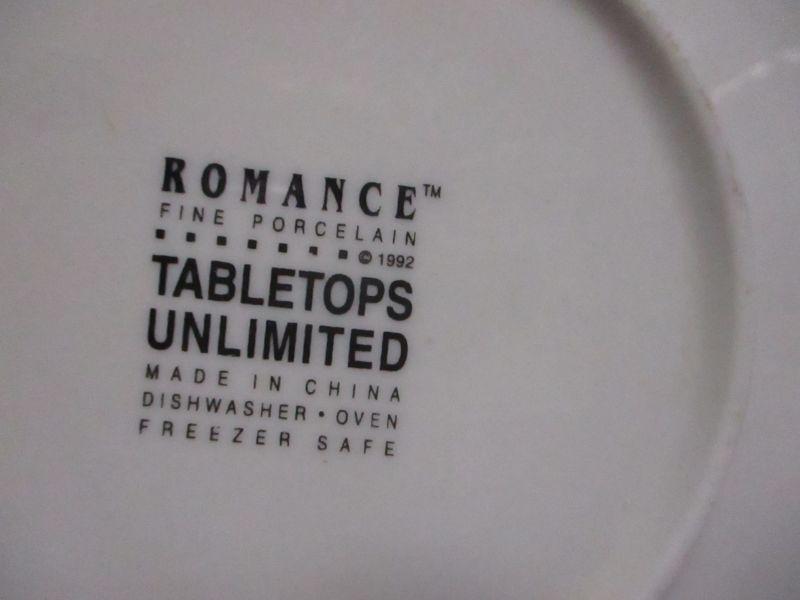 ROMANCE™
FINE PORCELAIN
© 1992
TABLETOPS
UNLIMITED
MADE IN CHINA
DISHWASHER • OVEN
FREEZER SAFE